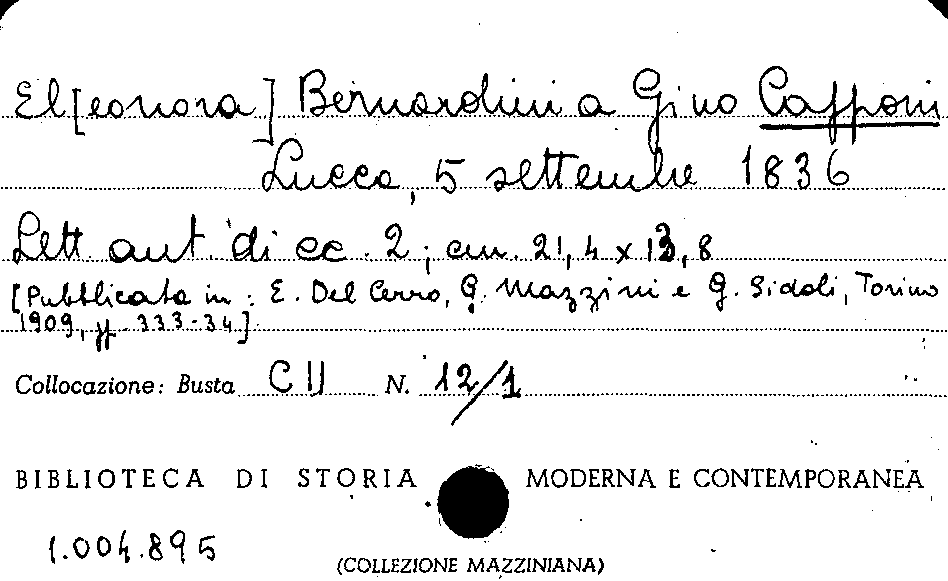 El[eonora] Bernardini a Gino Capponi
Lucca, 5 settembre 1836
Lett. aut. di cc. 2; cm. 21,4 x 13,8
[Pubblicata in: E. Del Cerro, G. Mazzini e G. Sidoli, Torino
1909, pp. 333-34]
Collocazione: Busta C II N. 12/1
BIBLIOTECA DI STORIA MODERNA E CONTEMPORANEA
1.004.895
(COLLEZIONE MAZZINIANA)